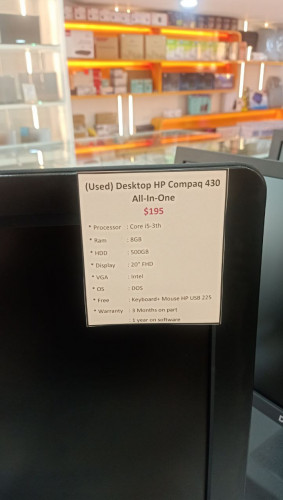 (Used) Desktop HP Compaq 430
All-In-One
$195
* Processor : Core I5-3th
* Ram : 8GB
* HDD : 500GB
* Display : 20" FHD
* VGA : Intel
* OS : DOS
* Free : Keyboard+ Mouse HP USB 225
* Warranty : 3 Months on part
: 1 year on software